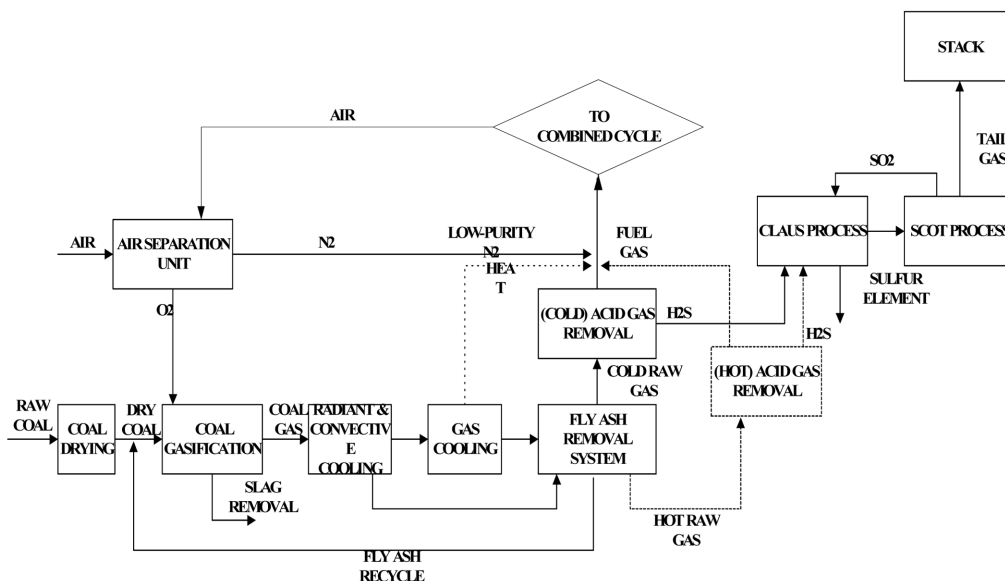 STACK
TO
COMBINED CYCLE
AIR
TAIL
GAS
SO2
AIR
AIR SEPARATION
UNIT
N2
LOW-PURITY
N2
HEA
T
FUEL
GAS
CLAUS PROCESS
SCOT PROCESS
SULFUR
ELEMENT
O2
(COLD) ACID GAS
REMOVAL
H2S
H2S
(HOT) ACID GAS
REMOVAL
COLD RAW
GAS
RAW
COAL
COAL
DRYING
DRY
COAL
COAL
GASIFICATION
COAL
GAS
RADIANT &
CONVECTIV
E
COOLING
GAS
COOLING
FLY ASH
REMOVAL
SYSTEM
SLAG
REMOVAL
HOT RAW
GAS
FLY ASH
RECYCLE